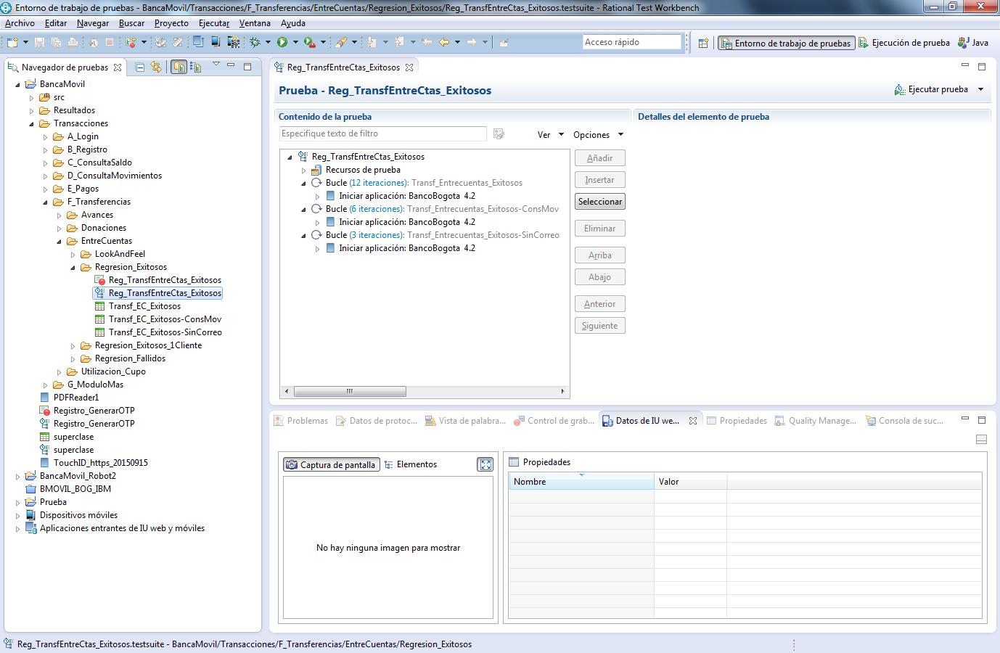 Entorno de trabajo de pruebas - BancaMovil/Transacciones/F_Transferencias/EntreCuentas/Regresion_Exitosos/Reg_TransfEntreCtas_Exitosos.testsuite - Rational Test Workbench
Archivo Editar Navegar Buscar Proyecto Ejecutar Ventana Ayuda
Acceso rápido
Entorno de trabajo de pruebas
Ejecución de prueba
Java
Navegador de pruebas
BancaMovil
src
Resultados
Transacciones
A_Login
B_Registro
C_ConsultaSaldo
D_ConsultaMovimientos
E_Pagos
F_Transferencias
Avances
Donaciones
EntreCuentas
LookAndFeel
Regresion_Exitosos
Reg_TransfEntreCtas_Exitosos
Reg_TransfEntreCtas_Exitosos
Transf_EC_Exitosos
Transf_EC_Exitosos-ConsMov
Transf_EC_Exitosos-SinCorreo
Regresion_Exitosos_1Cliente
Regresion_Fallidos
Utilizacion_Cupo
G_ModuloMas
PDFReader1
Registro_GenerarOTP
Registro_GenerarOTP
superclase
superclase
TouchID_https_20150915
BancaMovil_Robot2
BMOVIL_BOG_IBM
Prueba
Dispositivos móviles
Aplicaciones entrantes de IU web y móviles
Reg_TransfEntreCtas_Exitosos
Prueba - Reg_TransfEntreCtas_Exitosos
Ejecutar prueba
Contenido de la prueba
Detalles del elemento de prueba
Especifique texto de filtro
Ver
Opciones
Reg_TransfEntreCtas_Exitosos
Recursos de prueba
Bucle (12 iteraciones): Transf_Entrecuentas_Exitosos
Iniciar aplicación: BancoBogota 4.2
Bucle (6 iteraciones): Transf_Entrecuentas_Exitosos-ConsMov
Iniciar aplicación: BancoBogota 4.2
Bucle (3 iteraciones): Transf_Entrecuentas_Exitosos-SinCorreo
Iniciar aplicación: BancoBogota 4.2
Añadir
Insertar
Seleccionar
Eliminar
Arriba
Abajo
Anterior
Siguiente
Problemas
Datos de protoc...
Vista de palabra...
Control de grab...
Datos de IU we...
Propiedades
Quality Manage...
Consola de suc...
Captura de pantalla
Elementos
No hay ninguna imagen para mostrar
Propiedades
Nombre
Valor
Reg_TransfEntreCtas_Exitosos.testsuite - BancaMovil/Transacciones/F_Transferencias/EntreCuentas/Regresion_Exitosos